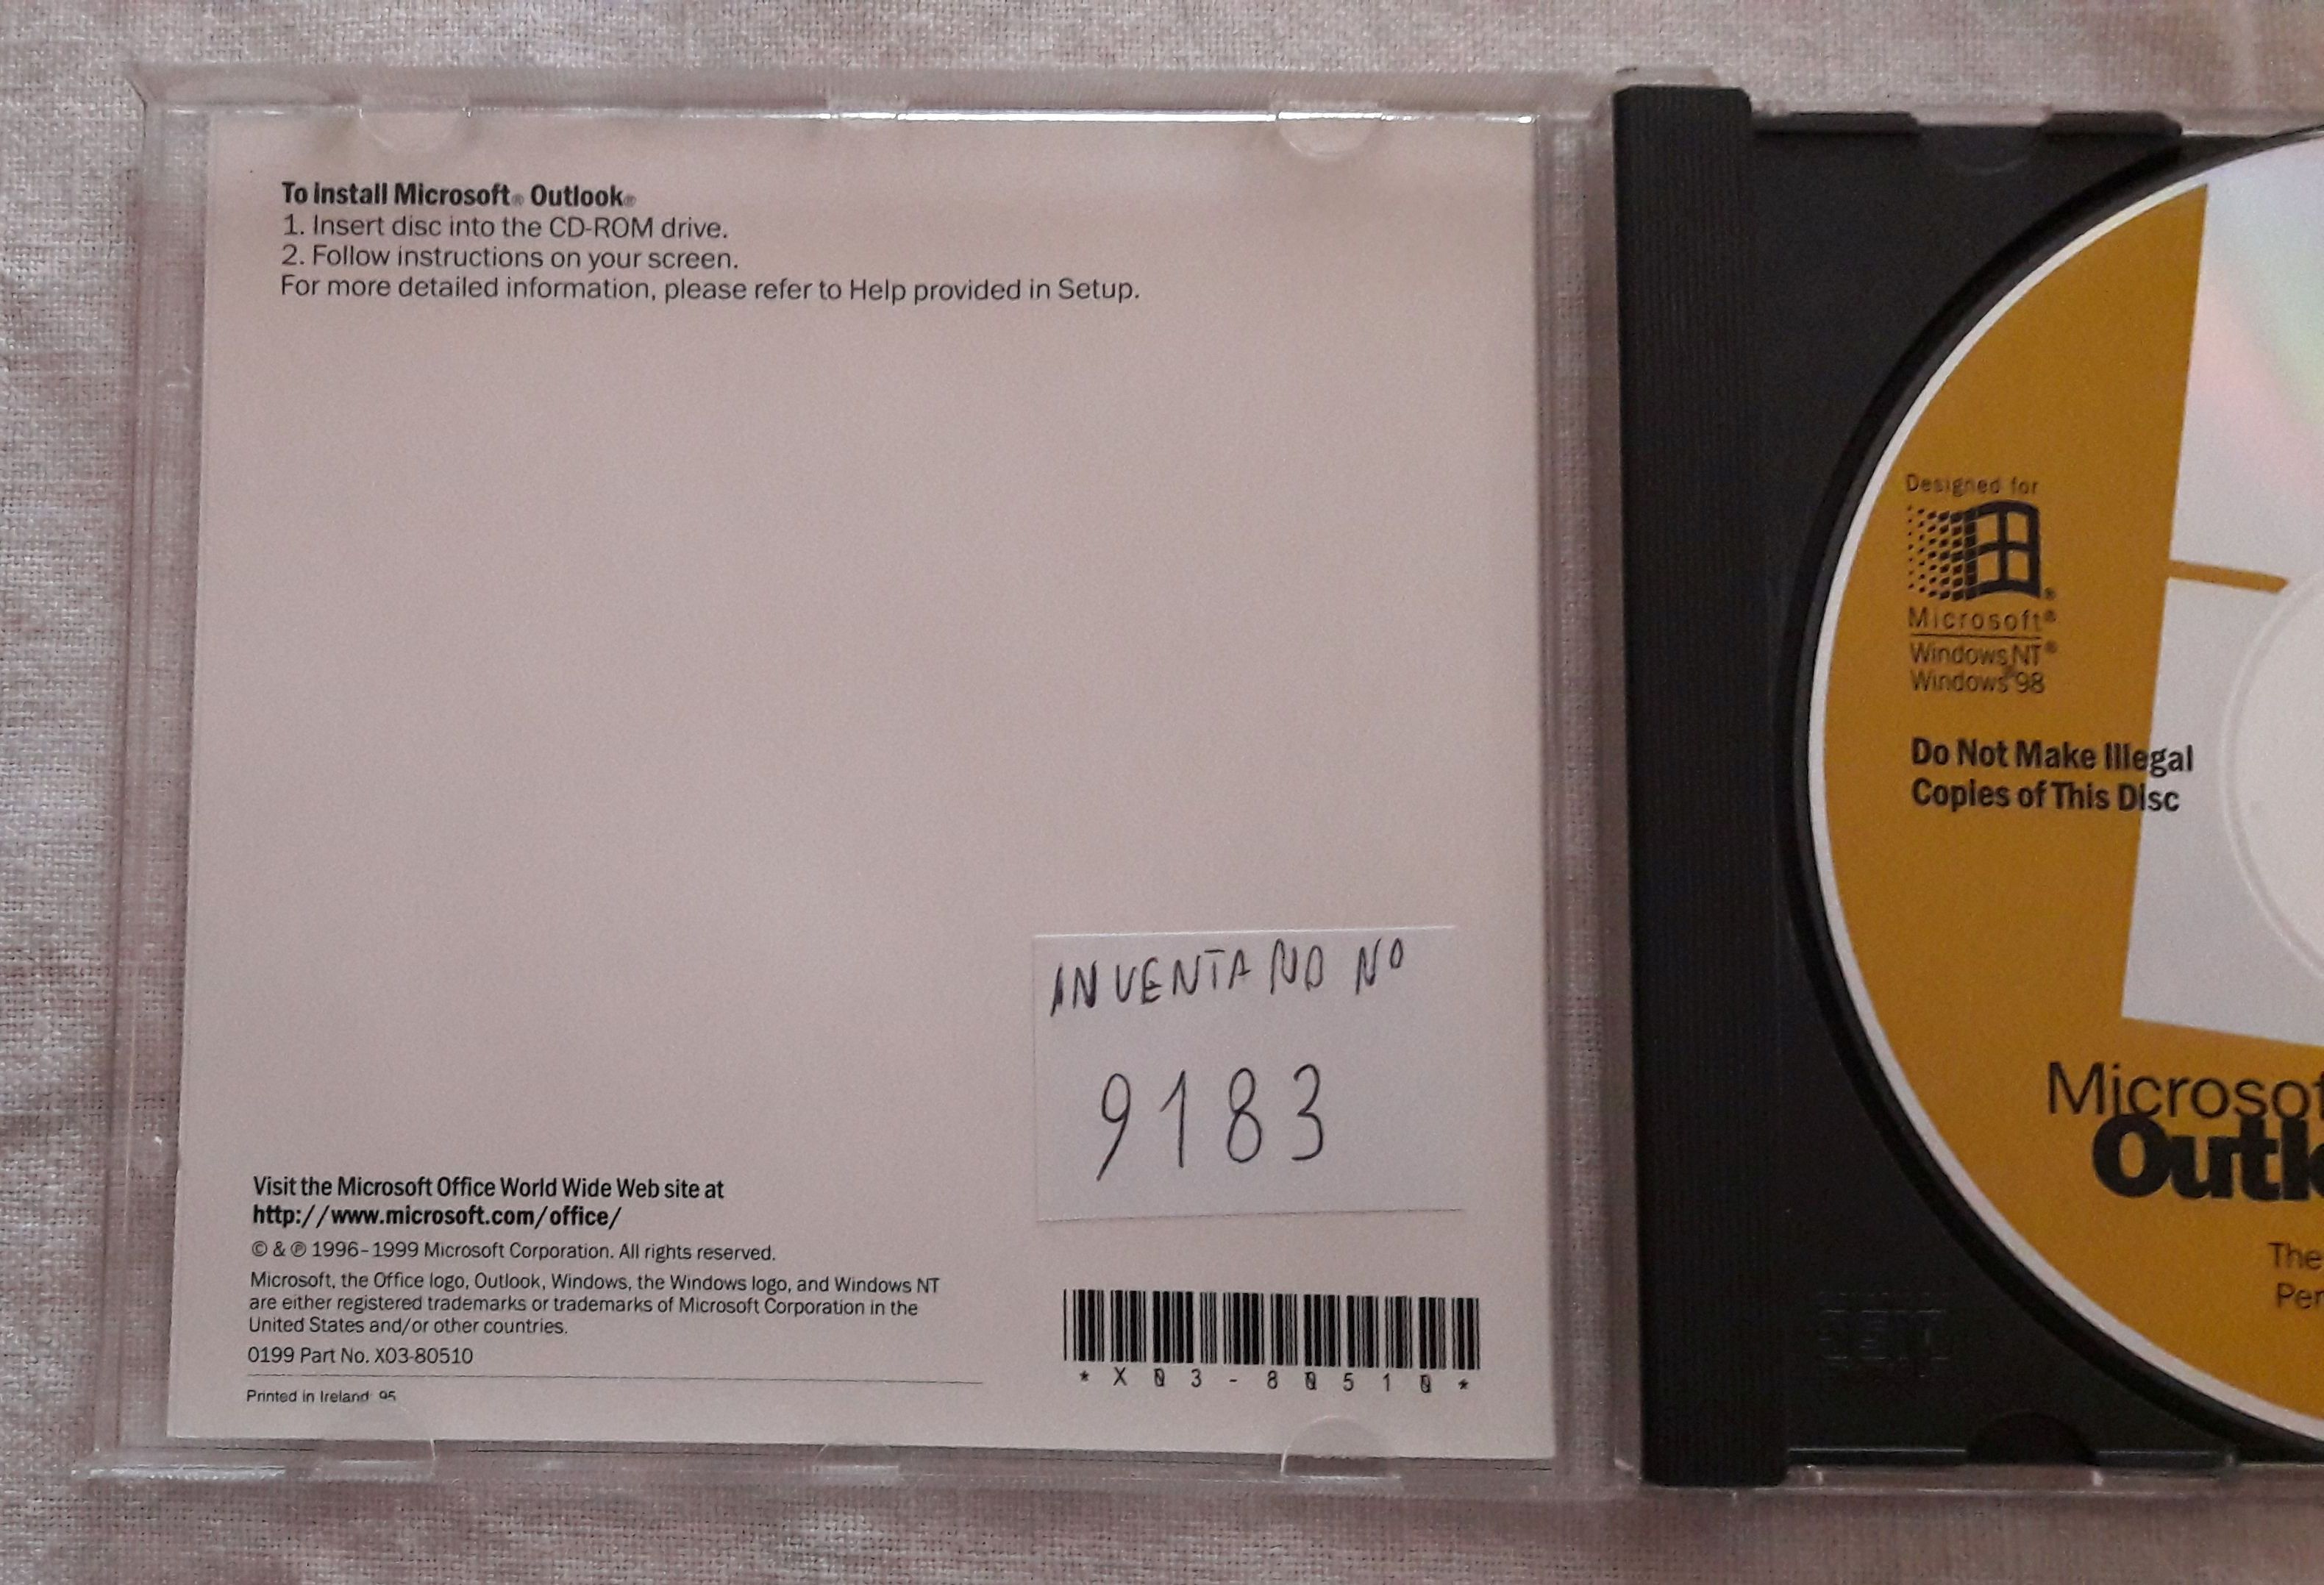 To Install Microsoft® Outlook®
1. Insert disc into the CD-ROM drive.
2. Follow instructions on your screen.
For more detailed information, please refer to Help provided in Setup.
INVENTAND Nº
9183
Visit the Microsoft Office World Wide Web site at
http://www.microsoft.com/office/
© & ℗ 1996–1999 Microsoft Corporation. All rights reserved.
Microsoft, the Office logo, Outlook, Windows, the Windows logo, and Windows NT
are either registered trademarks or trademarks of Microsoft Corporation in the
United States and/or other countries.
0199 Part No. X03-80510
Printed in Ireland 95
*X03-80510*
Designed for
Microsoft®
Windows NT®
Windows®98
Do Not Make Illegal
Copies of This Disc
Microsof
Outl
The
Per